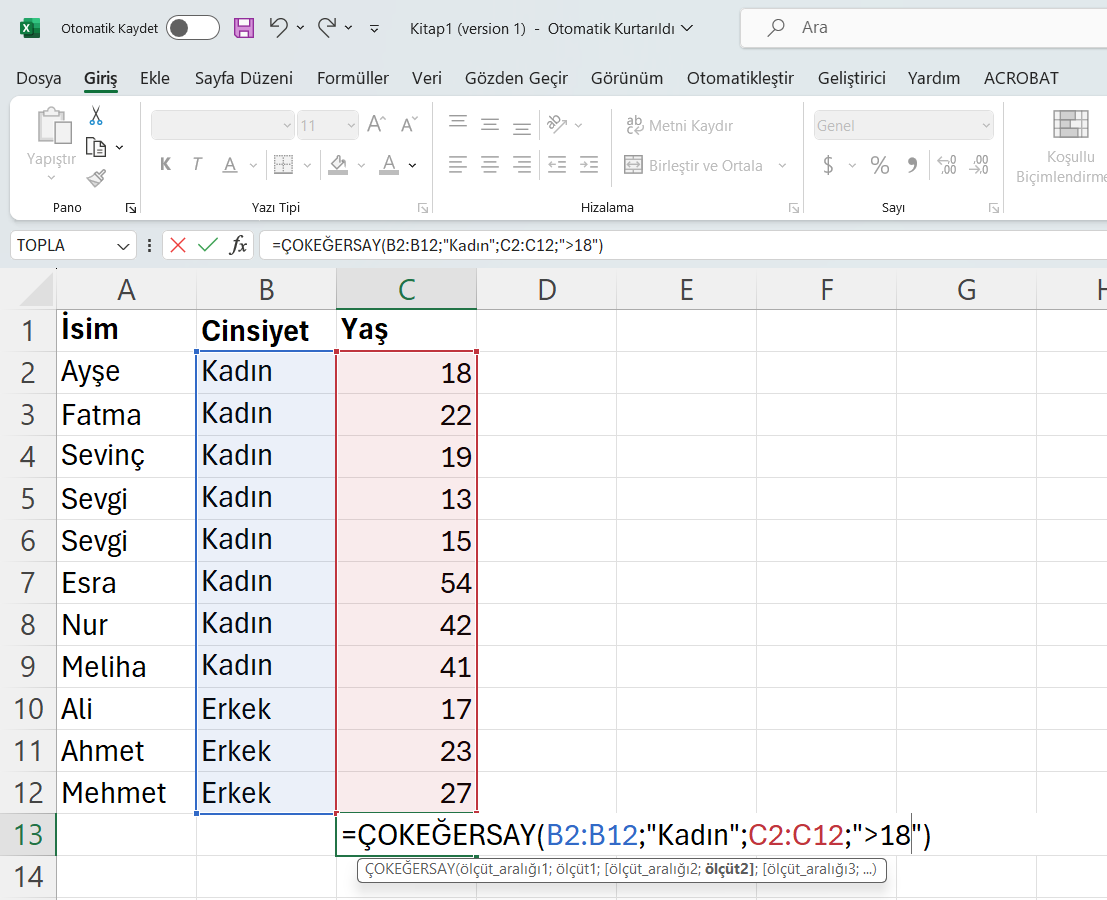 Otomatik Kaydet Kitap1 (version 1) - Otomatik Kurtarıldı Ara
Dosya Giriş Ekle Sayfa Düzeni Formüller Veri Gözden Geçir Görünüm Otomatikleştir Geliştirici Yardım ACROBAT
11 Metni Kaydır Genel
Yapıştır K T A A Birleştir ve Ortala $ % Koşullu
Biçimlendirme
Pano Yazı Tipi Hizalama Sayı
TOPLA fx =ÇOKEĞERSAY(B2:B12;"Kadın";C2:C12;">18")
A B C D E F G H
1 İsim Cinsiyet Yaş
2 Ayşe Kadın 18
3 Fatma Kadın 22
4 Sevinç Kadın 19
5 Sevgi Kadın 13
6 Sevgi Kadın 15
7 Esra Kadın 54
8 Nur Kadın 42
9 Meliha Kadın 41
10 Ali Erkek 17
11 Ahmet Erkek 23
12 Mehmet Erkek 27
13 =ÇOKEĞERSAY(B2:B12;"Kadın";C2:C12;">18")
ÇOKEĞERSAY(ölçüt_aralığı1; ölçüt1; [ölçüt_aralığı2; ölçüt2]; [ölçüt_aralığı3; ...)
14